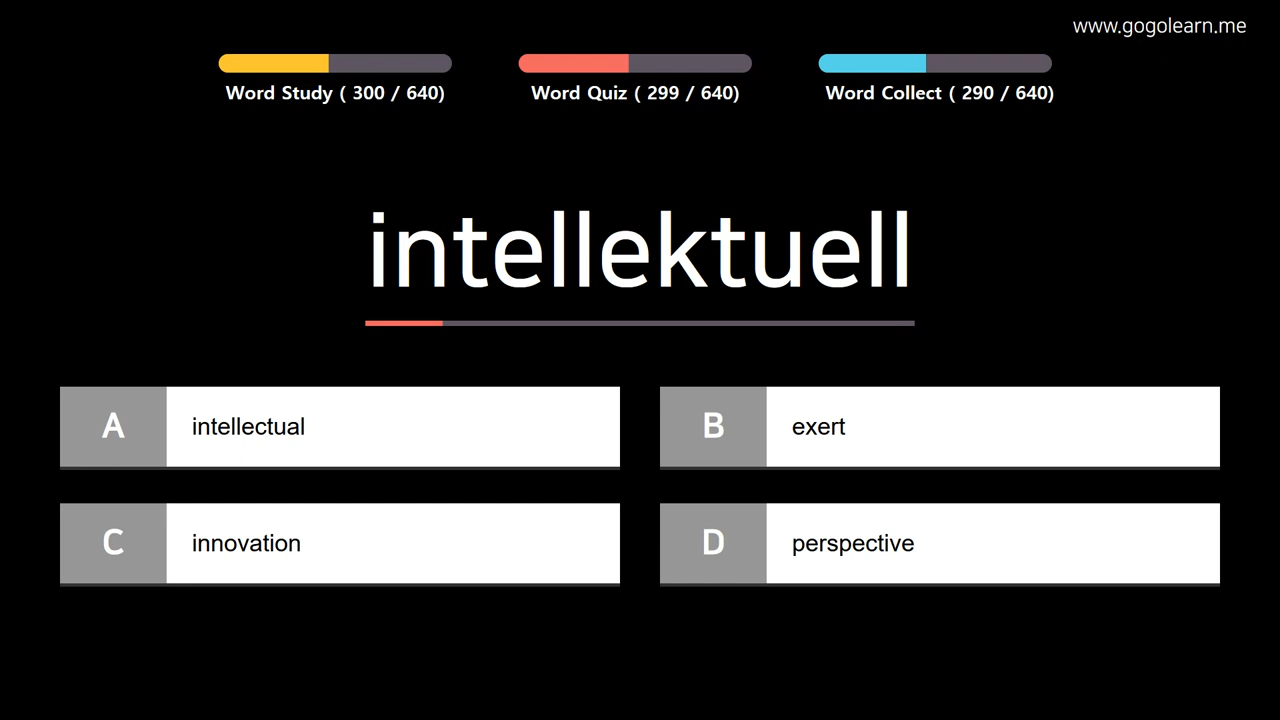 www.gogolearn.me
Word Study ( 300 / 640) Word Quiz ( 299 / 640) Word Collect ( 290 / 640)
intellektuell
A intellectual
B exert
C innovation
D perspective